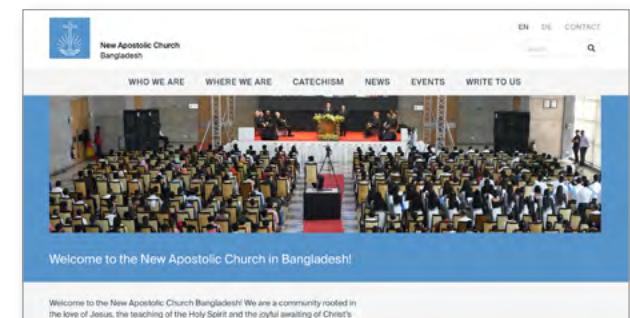 EN DE CONTACT
New Apostolic Church
Bangladesh
Search
WHO WE ARE WHERE WE ARE CATECHISM NEWS EVENTS WRITE TO US
Welcome to the New Apostolic Church in Bangladesh!
Welcome to the New Apostolic Church Bangladesh! We are a community rooted in
the love of Jesus, the teaching of the Holy Spirit and the joyful awaiting of Christ's